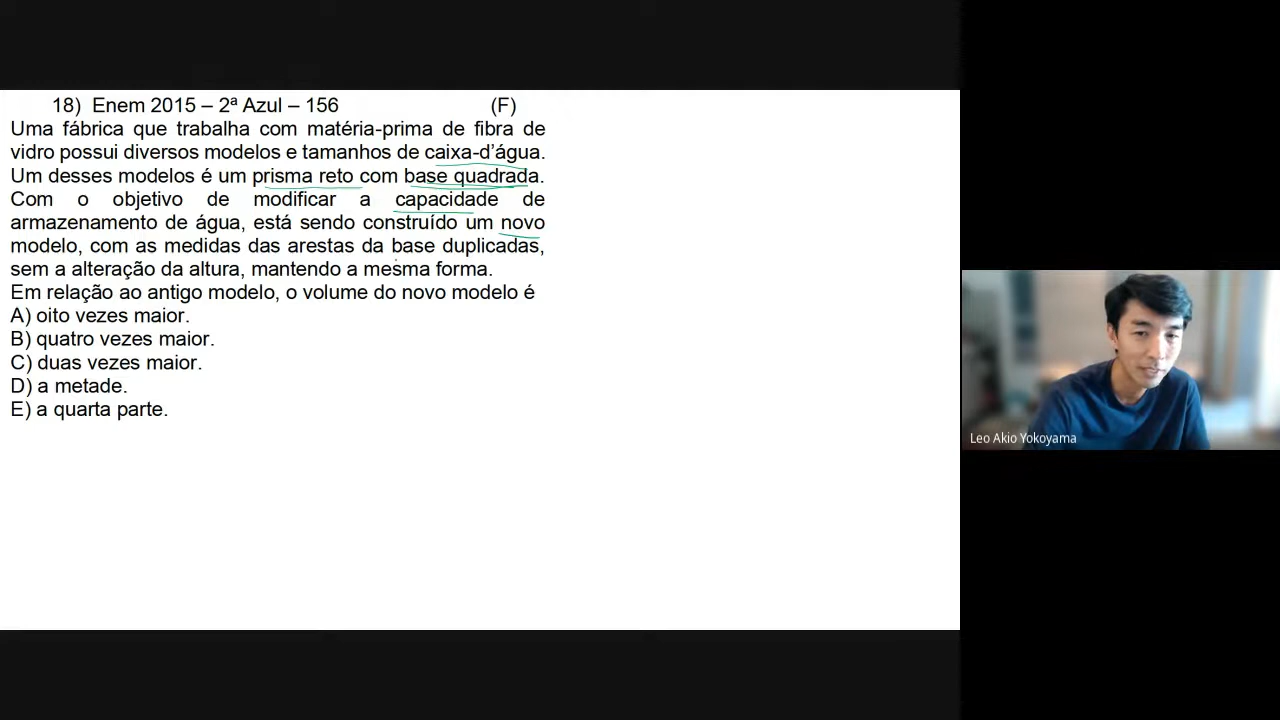 18) Enem 2015 – 2ª Azul – 156 (F)
Uma fábrica que trabalha com matéria-prima de fibra de
vidro possui diversos modelos e tamanhos de caixa-d’água.
Um desses modelos é um prisma reto com base quadrada.
Com o objetivo de modificar a capacidade de
armazenamento de água, está sendo construído um novo
modelo, com as medidas das arestas da base duplicadas,
sem a alteração da altura, mantendo a mesma forma.
Em relação ao antigo modelo, o volume do novo modelo é
A) oito vezes maior.
B) quatro vezes maior.
C) duas vezes maior.
D) a metade.
E) a quarta parte.
Leo Akio Yokoyama